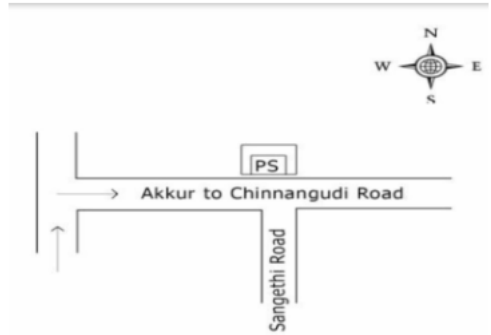 N
W E
S
PS
Akkur to Chinnangudi Road
Sangethi Road